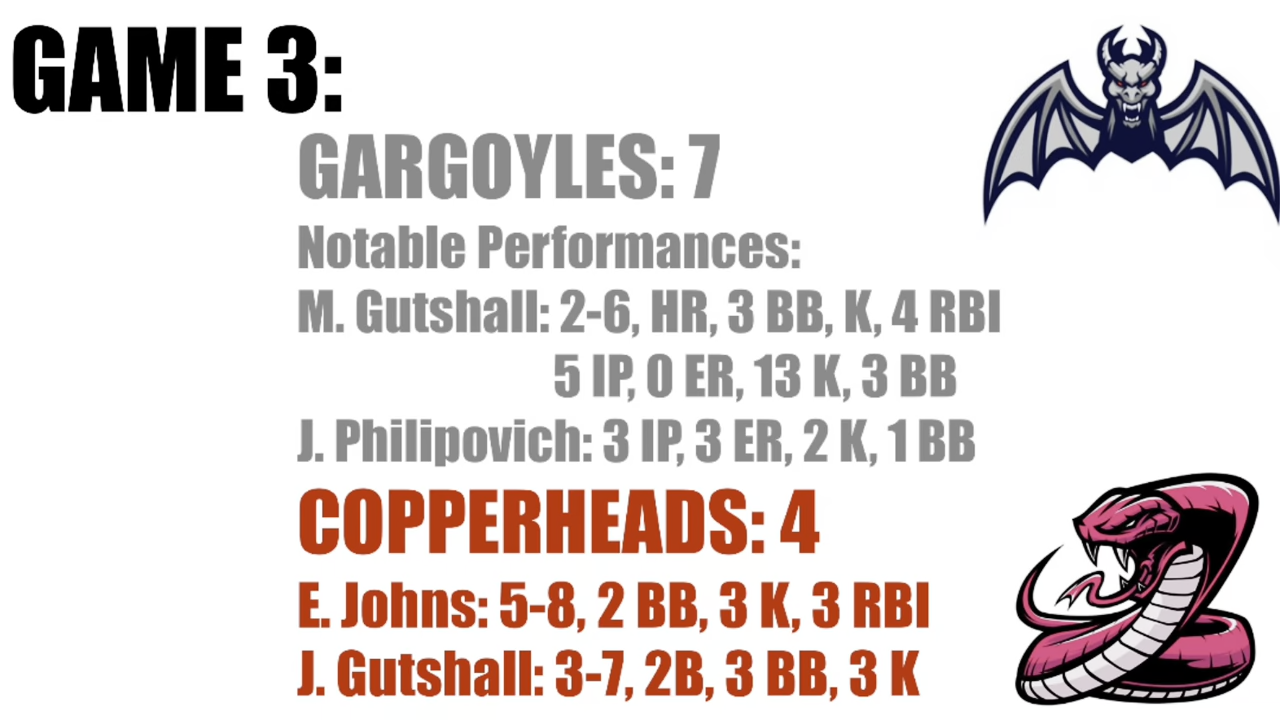 GAME 3:
GARGOYLES: 7
Notable Performances:
M. Gutshall: 2-6, HR, 3 BB, K, 4 RBI
5 IP, 0 ER, 13 K, 3 BB
J. Philipovich: 3 IP, 3 ER, 2 K, 1 BB
COPPERHEADS: 4
E. Johns: 5-8, 2 BB, 3 K, 3 RBI
J. Gutshall: 3-7, 2B, 3 BB, 3 K